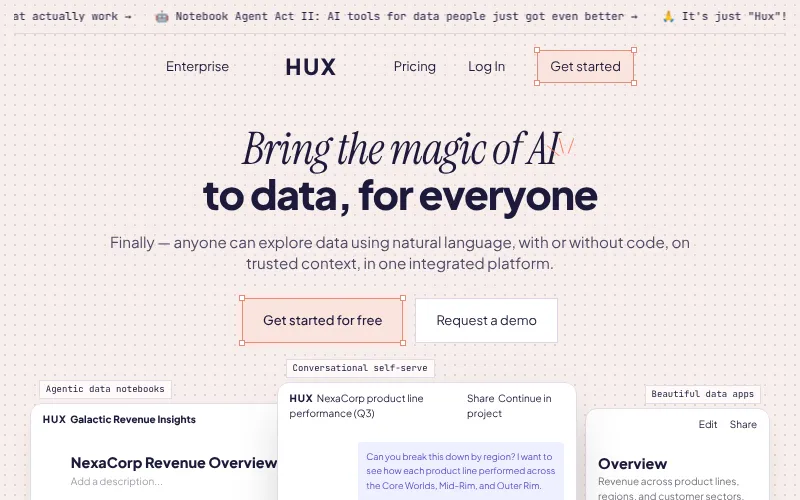 at actually work →
🤖 Notebook Agent Act II: AI tools for data people just got even better →
🙏 It's just "Hux"!
Enterprise
HUX
Pricing
Log In
Get started
Bring the magic of AI
to data, for everyone
Finally — anyone can explore data using natural language, with or without code, on
trusted context, in one integrated platform.
Get started for free
Request a demo
Agentic data notebooks
HUX Galactic Revenue Insights
NexaCorp Revenue Overview
Add a description...
Conversational self-serve
HUX NexaCorp product line
performance (Q3)
Share Continue in
project
Can you break this down by region? I want to
see how each product line performed across
the Core Worlds, Mid-Rim, and Outer Rim.
Beautiful data apps
Edit Share
Overview
Revenue across product lines,
regions, and customer sectors.